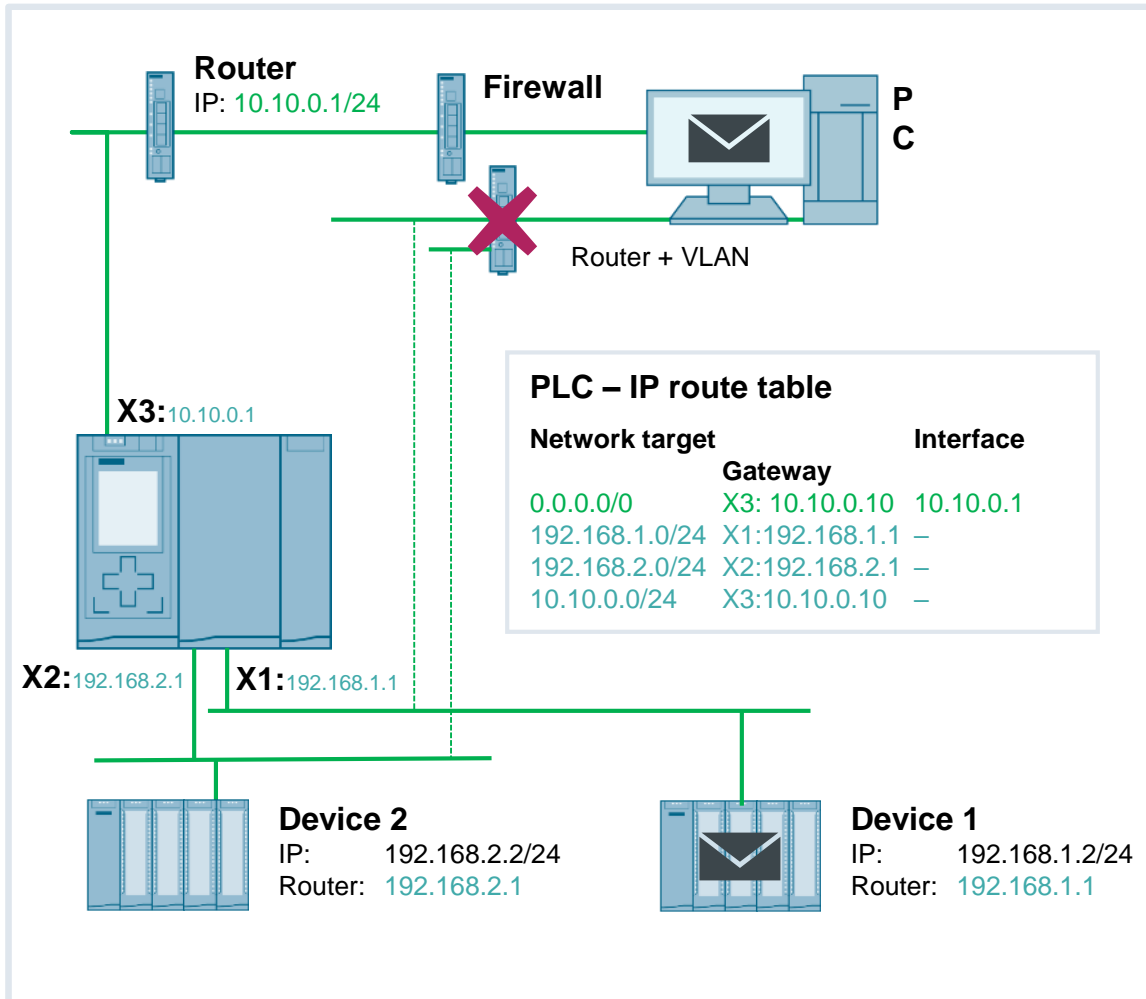 Router
IP: 10.10.0.1/24
Firewall
P
C
Router + VLAN
X3:10.10.0.1
PLC – IP route table
Network target Interface
Gateway
0.0.0.0/0 X3: 10.10.0.10 10.10.0.1
192.168.1.0/24 X1:192.168.1.1 –
192.168.2.0/24 X2:192.168.2.1 –
10.10.0.0/24 X3:10.10.0.10 –
X2:192.168.2.1
X1:192.168.1.1
Device 2
IP: 192.168.2.2/24
Router: 192.168.2.1
Device 1
IP: 192.168.1.2/24
Router: 192.168.1.1